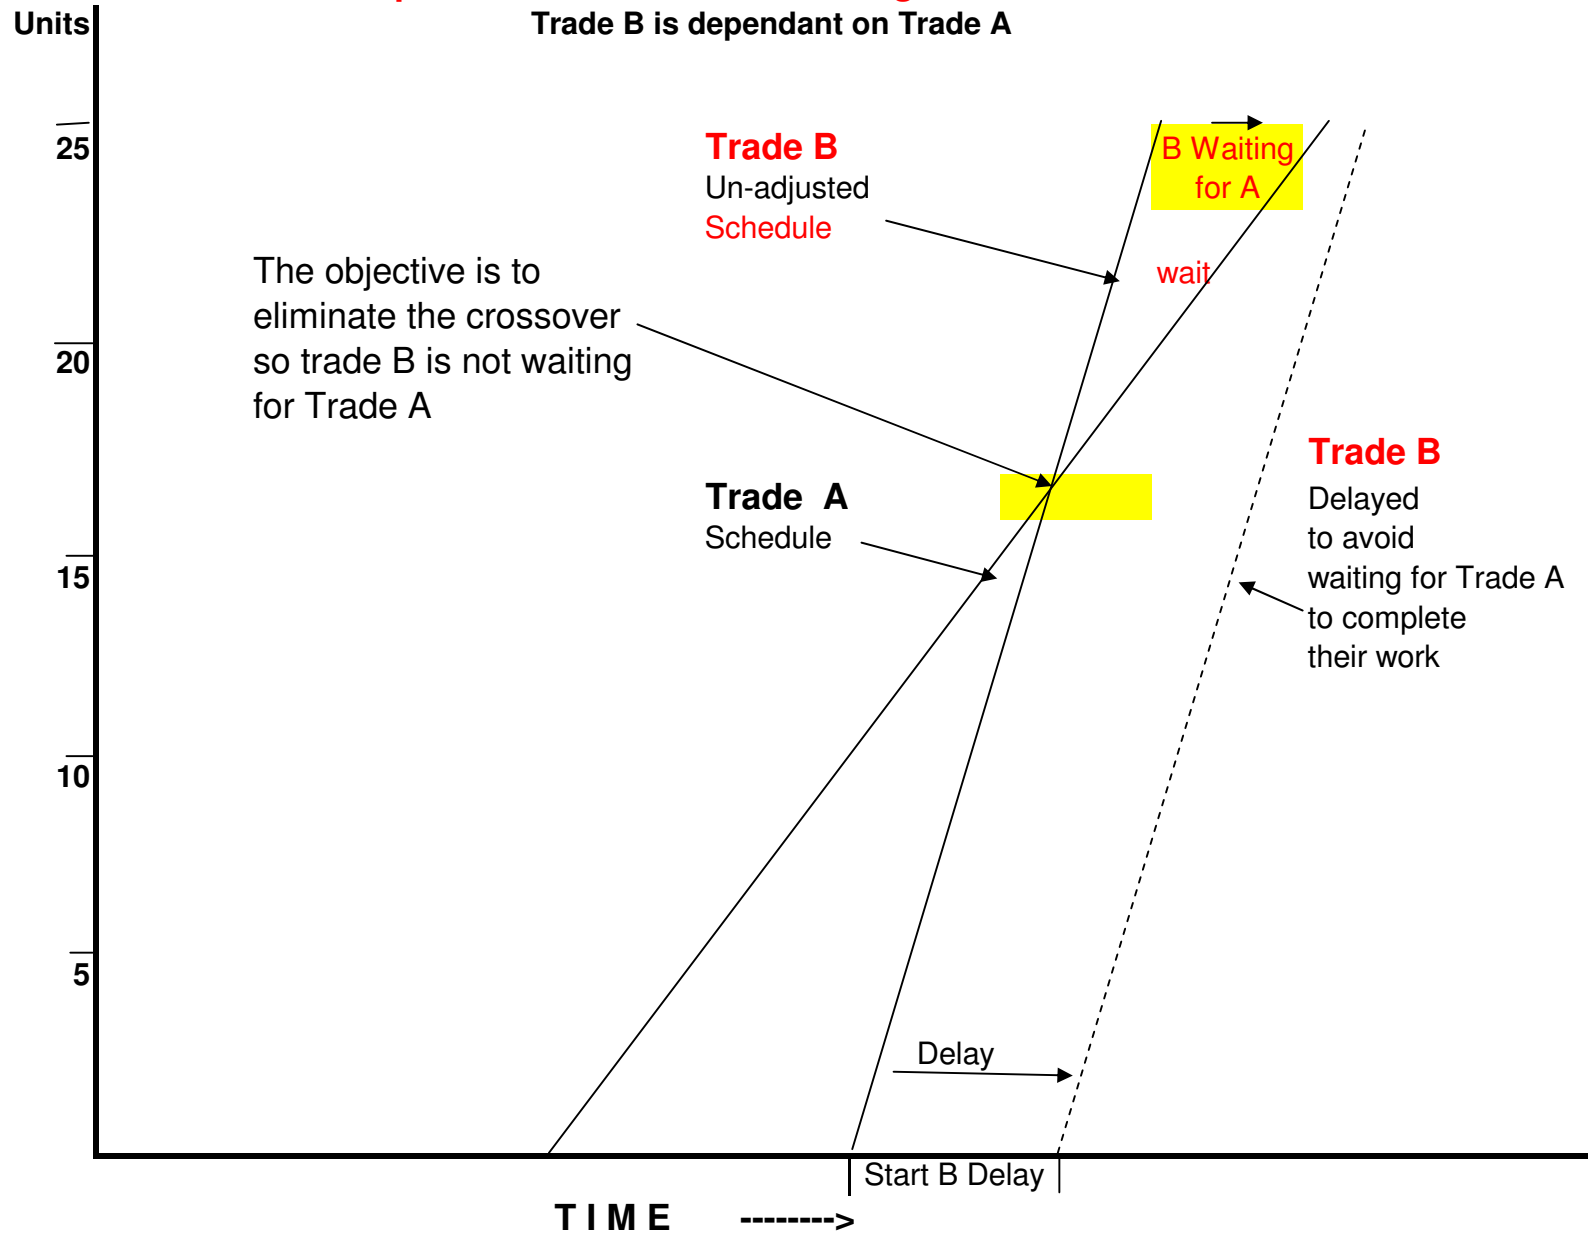 Units
Trade B is dependant on Trade A
25
Trade B
Un-adjusted
Schedule
B Waiting
for A
wait
The objective is to
eliminate the crossover
so trade B is not waiting
for Trade A
20
Trade A
Schedule
Trade B
Delayed
to avoid
waiting for Trade A
to complete
their work
15
10
5
Delay
Start B Delay
T I M E -------->